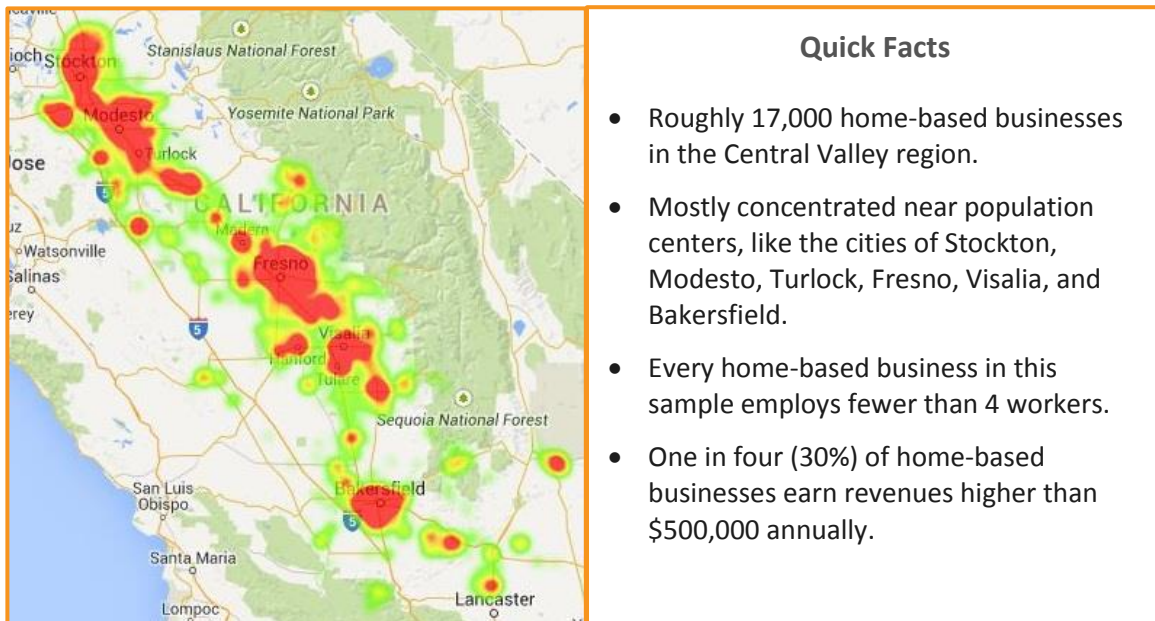 Stanislaus National Forest
ioch
Stockton
Yosemite National Park
Modesto
Jose
Turlock
5
CALIFORNIA
Madera
Watsonville
Fresno
Salinas
erey
5
Visalia
Hanford
Tulare
Sequoia National Forest
Bakersfield
San Luis
Obispo
5
Santa Maria
Lancaster
Lompoc
Quick Facts
• Roughly 17,000 home-based businesses
in the Central Valley region.
• Mostly concentrated near population
centers, like the cities of Stockton,
Modesto, Turlock, Fresno, Visalia, and
Bakersfield.
• Every home-based business in this
sample employs fewer than 4 workers.
• One in four (30%) of home-based
businesses earn revenues higher than
$500,000 annually.